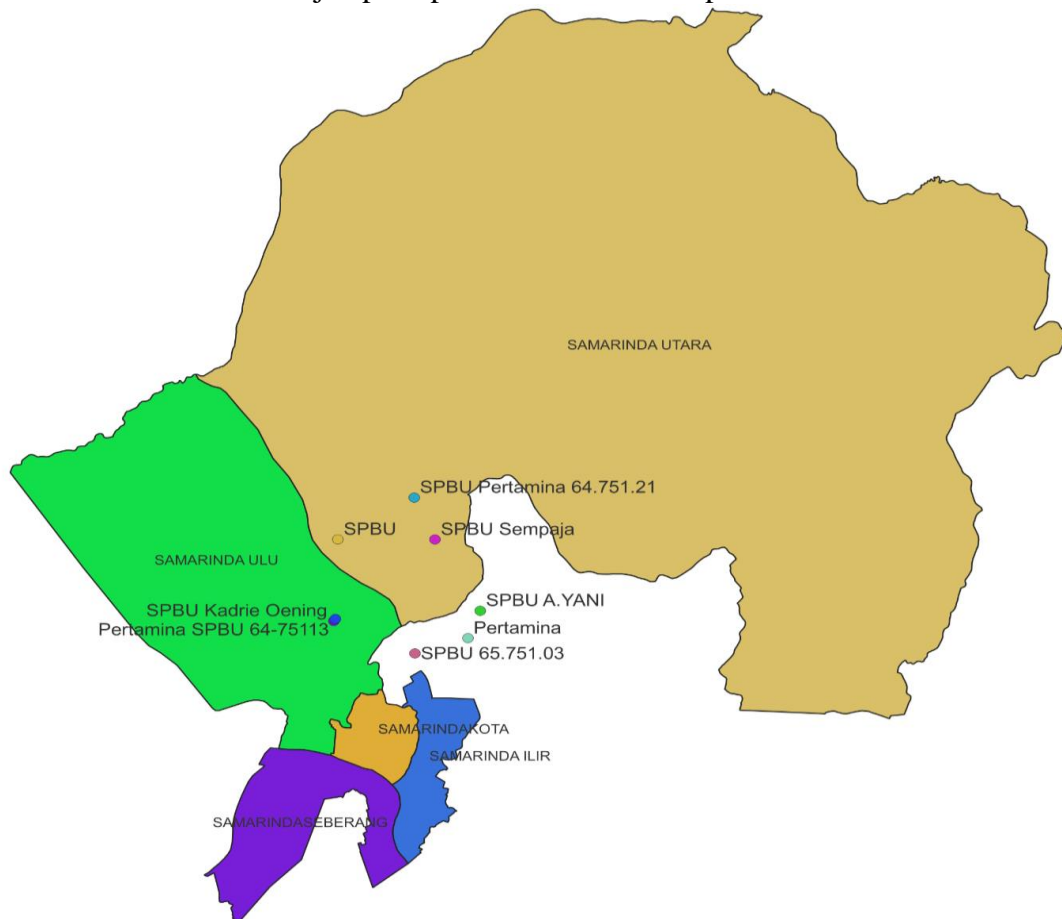 SAMARINDA UTARA
SPBU Pertamina 64.751.21
SPBU
SPBU Sempaja
SAMARINDA ULU
SPBU A.YANI
SPBU Kadrie Oening
Pertamina SPBU 64-75113
Pertamina
SPBU 65.751.03
SAMARINDAKOTA
SAMARINDA ILIR
SAMARINDASEBERANG